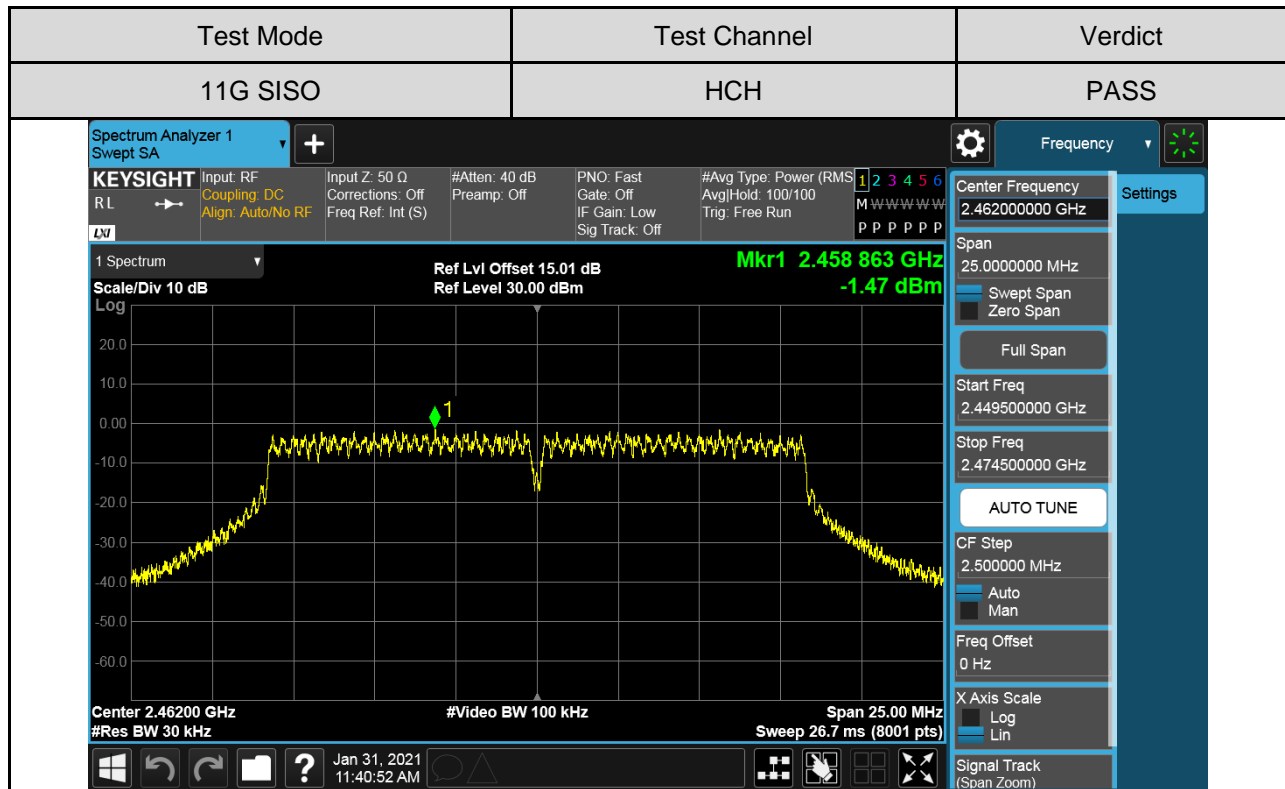 Test Mode Test Channel Verdict
11G SISO HCH PASS
Spectrum Analyzer 1
Swept SA
+
Frequency
KEYSIGHT
RL
LXI
Input: RF
Coupling: DC
Align: Auto/No RF
Input Z: 50 Ω
Corrections: Off
Freq Ref: Int (S)
#Atten: 40 dB
Preamp: Off
PNO: Fast
Gate: Off
IF Gain: Low
Sig Track: Off
#Avg Type: Power (RMS
Avg|Hold: 100/100
Trig: Free Run
1 2 3 4 5 6
M W W W W W
P P P P P P
1 Spectrum
Scale/Div 10 dB
Ref Lvl Offset 15.01 dB
Ref Level 30.00 dBm
Mkr1 2.458 863 GHz
-1.47 dBm
Log
20.0
10.0
0.00
-10.0
-20.0
-30.0
-40.0
-50.0
-60.0
1
Center 2.46200 GHz
#Res BW 30 kHz
#Video BW 100 kHz
Span 25.00 MHz
Sweep 26.7 ms (8001 pts)
Center Frequency
2.462000000 GHz
Settings
Span
25.0000000 MHz
Swept Span
Zero Span
Full Span
Start Freq
2.449500000 GHz
Stop Freq
2.474500000 GHz
AUTO TUNE
CF Step
2.500000 MHz
Auto
Man
Freq Offset
0 Hz
X Axis Scale
Log
Lin
Signal Track
(Span Zoom)
?
Jan 31, 2021
11:40:52 AM